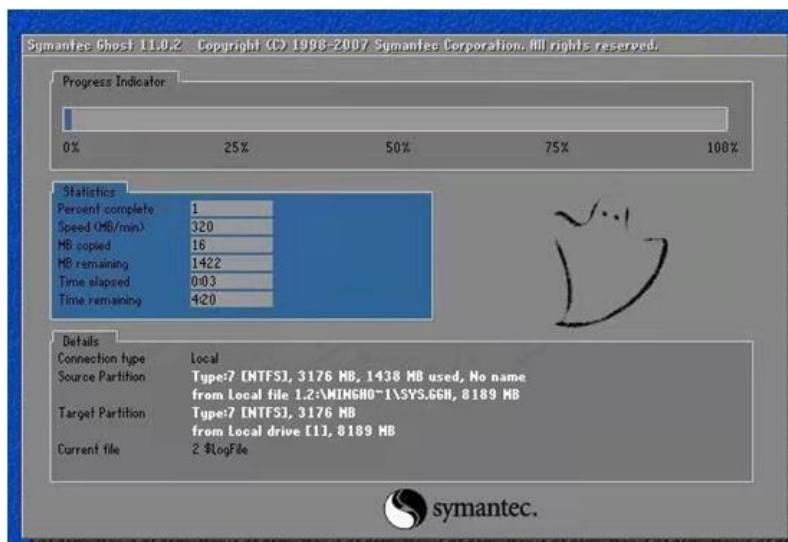 Symantec Ghost 11.0.2 Copyright (C) 1998-2007 Symantec Corporation. All rights reserved.
Progress Indicator
0% 25% 50% 75% 100%
Statistics
Percent complete 1
Speed (MB/min) 320
MB copied 16
MB remaining 1422
Time elapsed 0:03
Time remaining 4:20
Details
Connection type Local
Source Partition Type:7 [NTFS], 3176 MB, 1438 MB used, No name
from Local file 1.2:\MINGHO~1\SYS.GGH, 8189 MB
Target Partition Type:7 [NTFS], 3176 MB
from Local drive [1], 8189 MB
Current file 2 $LogFile
symantec.